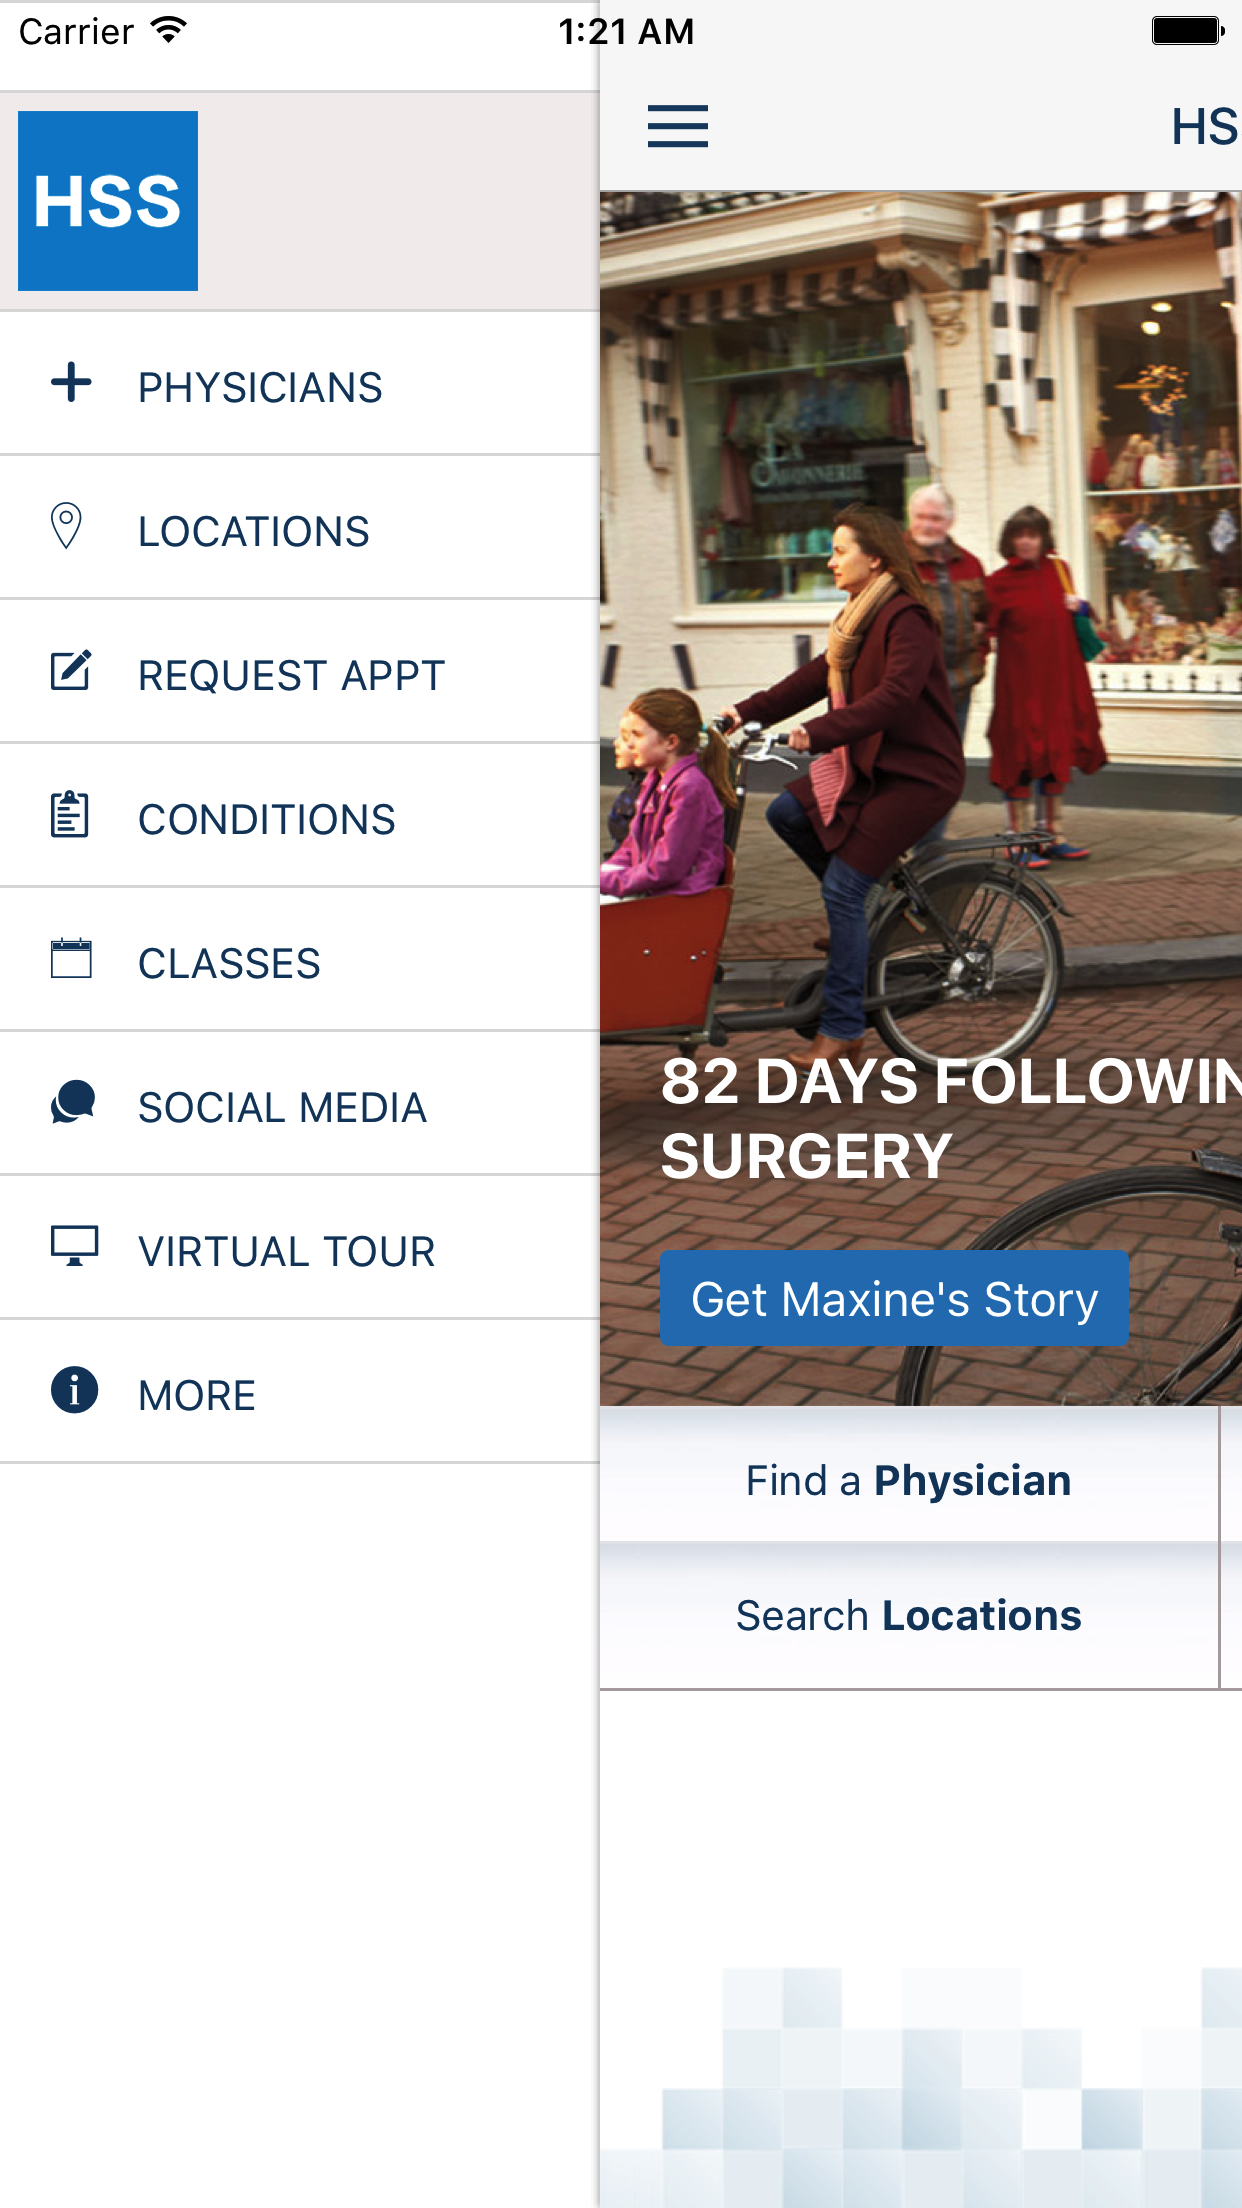 Carrier
1:21 AM
HSS
PHYSICIANS
LOCATIONS
REQUEST APPT
CONDITIONS
CLASSES
SOCIAL MEDIA
VIRTUAL TOUR
MORE
HS
82 DAYS FOLLOWIN
SURGERY
Get Maxine's Story
Find a Physician
Search Locations